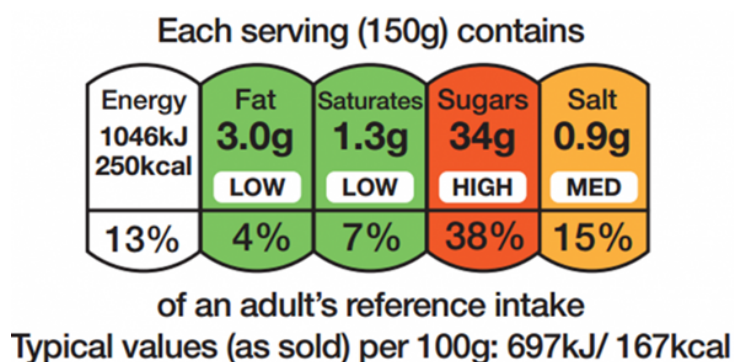 Each serving (150g) contains
Energy Fat Saturates Sugars Salt
1046kJ 250kcal 3.0g 1.3g 34g 0.9g
LOW LOW HIGH MED
13% 4% 7% 38% 15%
of an adult's reference intake
Typical values (as sold) per 100g: 697kJ/ 167kcal